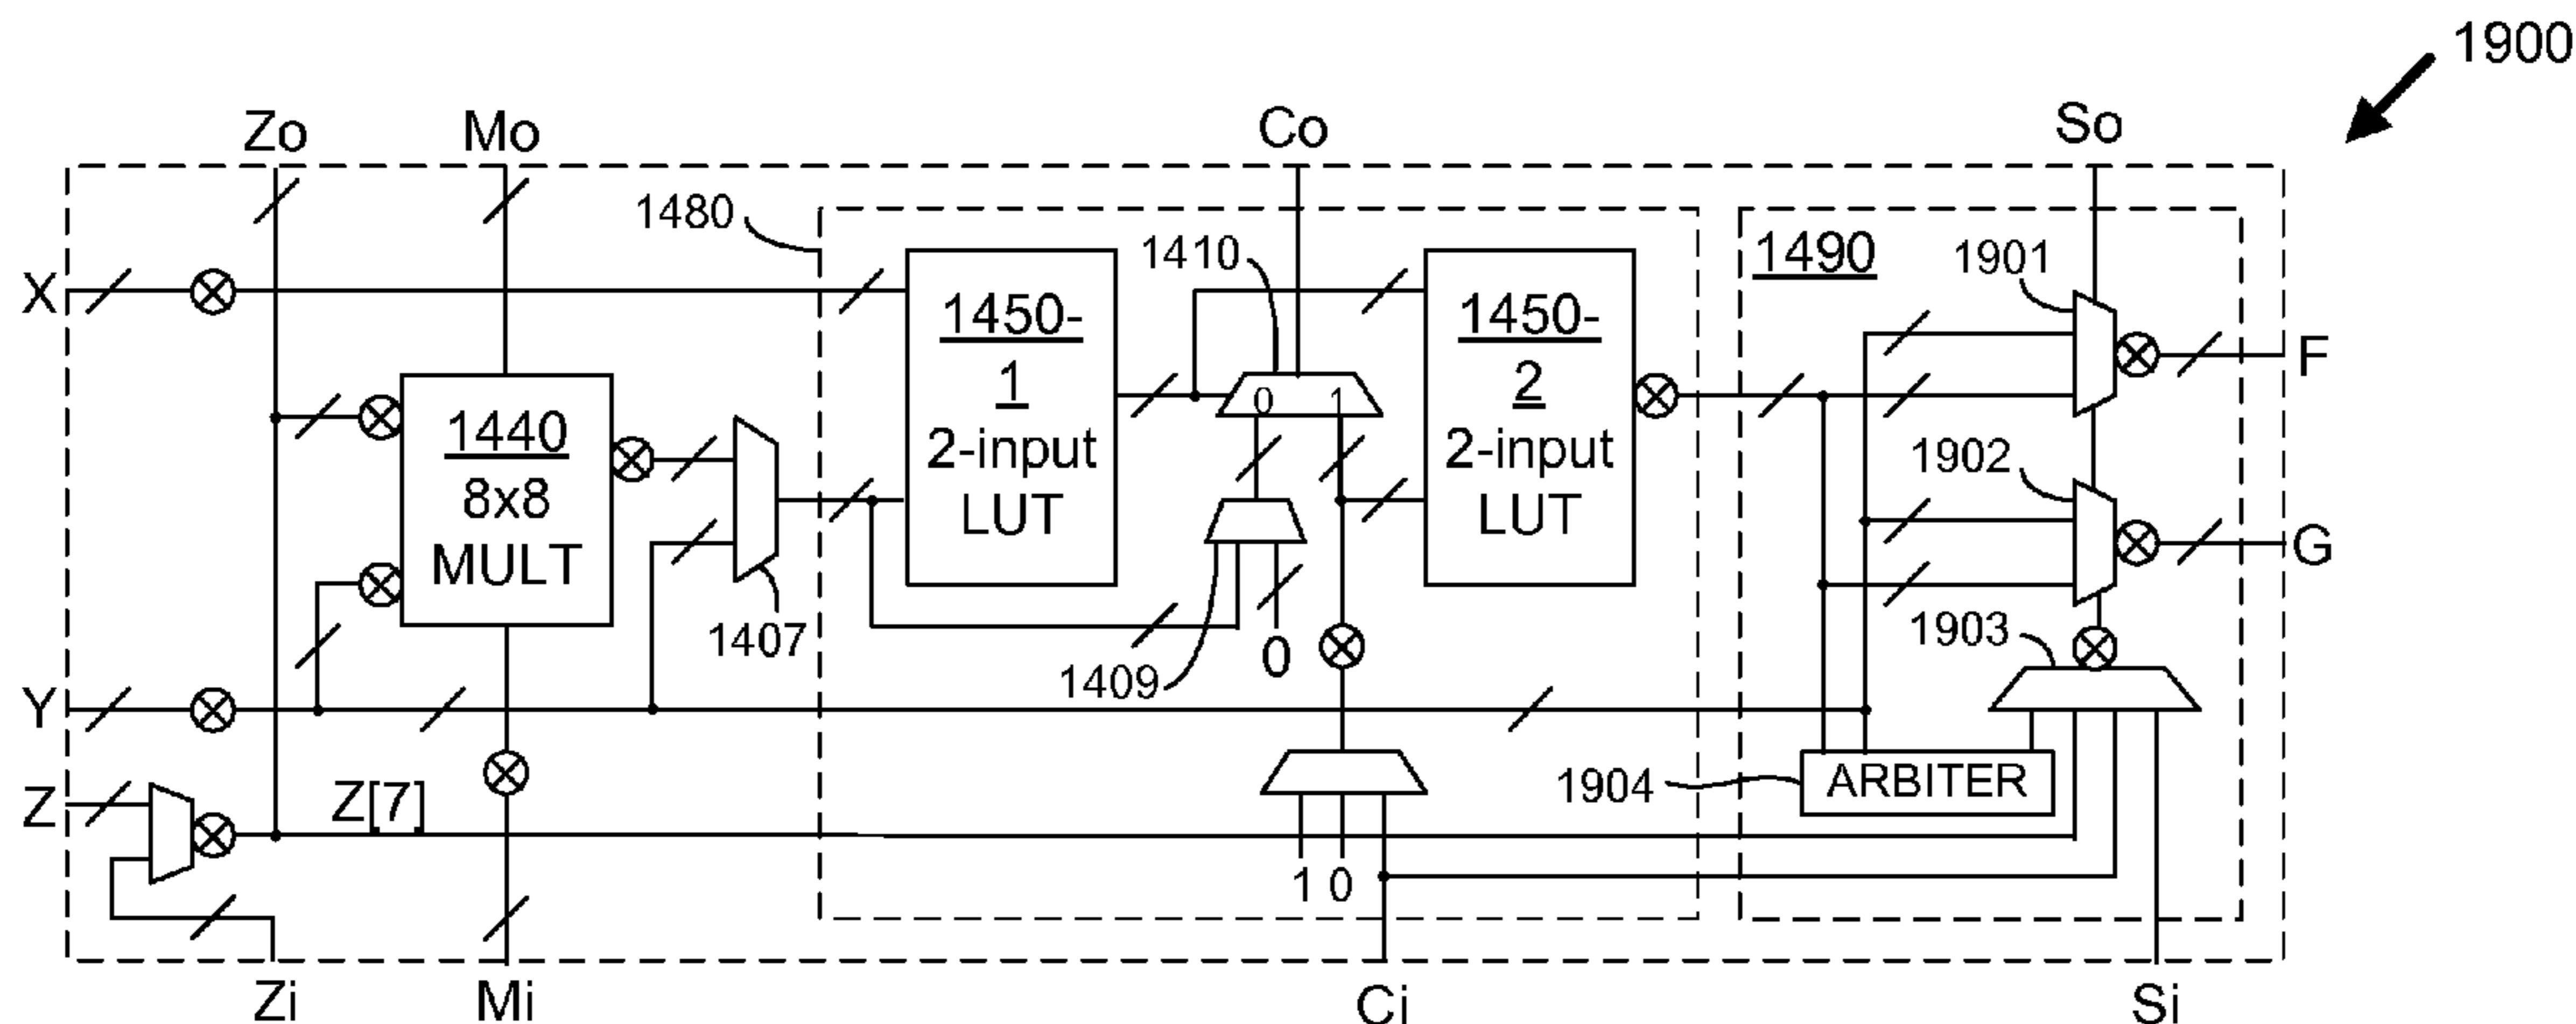 1900
Zo
Mo
Co
So
1480
1410
1490
1901
X
1450-
1
2-input
LUT
1450-
2
2-input
LUT
F
0
1
1440
8x8
MULT
1902
G
1407
1409
0
1903
Y
Z
Z[7]
1904
ARBITER
1 0
Zi
Mi
Ci
Si